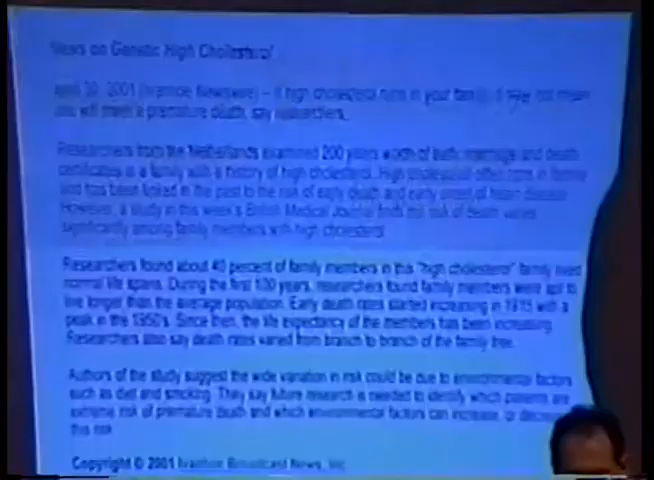 News on Genetic High Cholesterol
April 30, 2001 (Ivanhoe Newswire) – If high cholesterol runs in your family, it may not mean
you will meet a premature death, say researchers.
Researchers from the Netherlands examined 200 years worth of birth, marriage and death
certificates in a family with a history of high cholesterol. High cholesterol often runs in families
and has been linked in the past to the risk of early death and early onset of heart disease.
However, a study in this week's British Medical Journal finds the risk of death varies
significantly among family members with high cholesterol.
Researchers found about 40 percent of family members in this "high cholesterol" family lived
normal life spans. During the first 100 years, researchers found family members were apt to
live longer than the average population. Early death rates started increasing in 1915 with a
peak in the 1950's. Since then, the life expectancy of the members has been increasing.
Researchers also say death rates varied from branch to branch of the family tree.
Authors of the study suggest the wide variation in risk could be due to environmental factors
such as diet and smoking. They say future research is needed to identify which patients are
extreme risk of premature death and which environmental factors can increase or decrease
this risk.
Copyright © 2001 Ivanhoe Broadcast News, Inc.